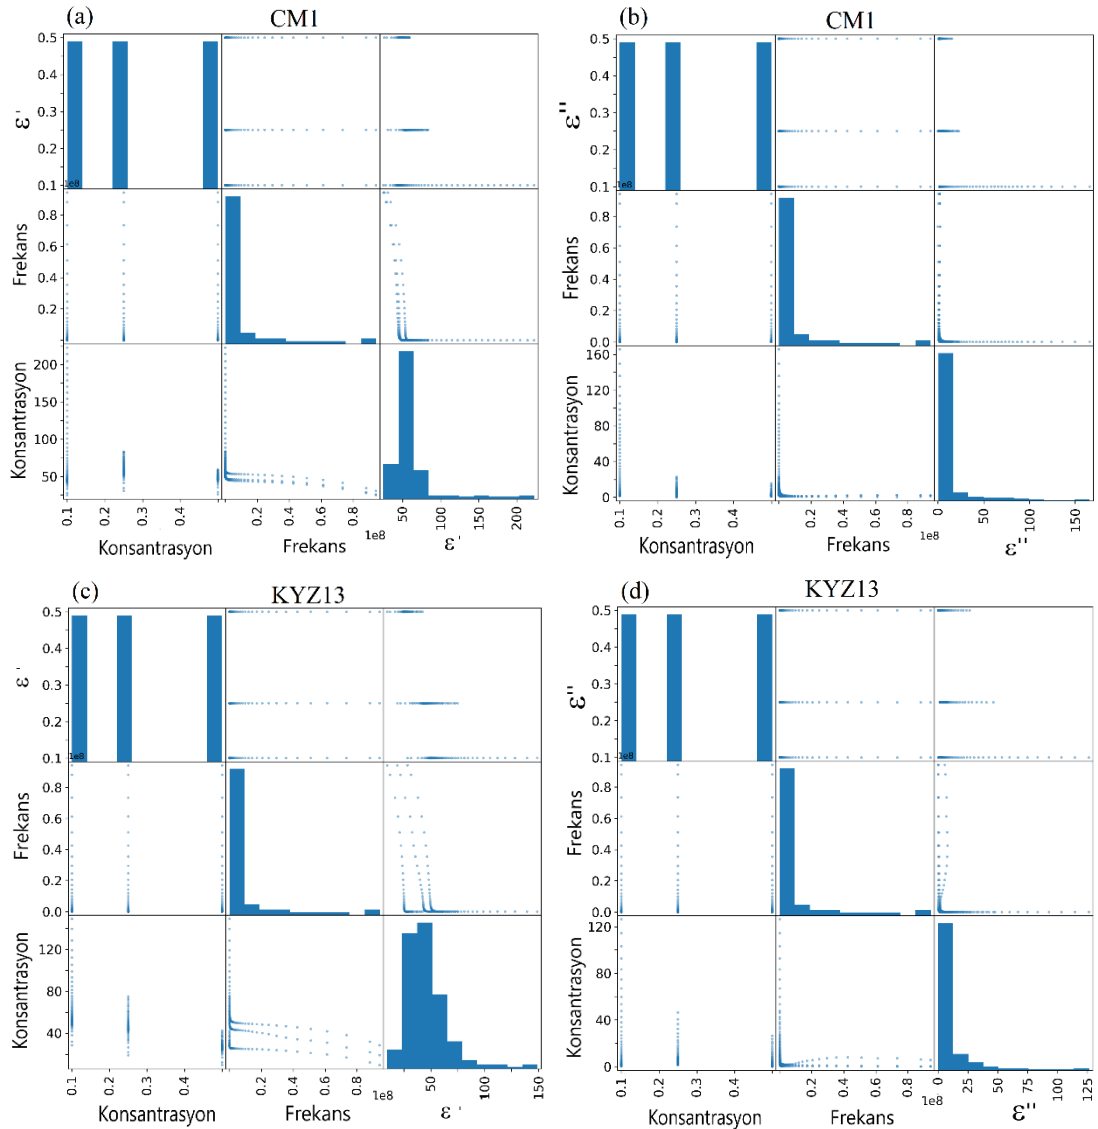 (a) CM1
ε'
0.5
0.4
0.3
0.2
0.1
1e8
Frekans
0.8
0.6
0.4
0.2
Konsantrasyon
200
150
100
50
0.1 0.2 0.3 0.4 0.2 0.4 0.6 0.8 50 100 150 200
1e8
Konsantrasyon Frekans ε'
(b) CM1
ε''
0.5
0.4
0.3
0.2
0.1
1e8
Frekans
0.8
0.6
0.4
0.2
0.0
Konsantrasyon
160
120
80
40
0
0.1 0.2 0.3 0.4 0.2 0.4 0.6 0.8 0 50 100 150
1e8
Konsantrasyon Frekans ε''
(c) KYZ13
ε'
0.5
0.4
0.3
0.2
0.1
1e8
Frekans
0.8
0.6
0.4
0.2
0.0
Konsantrasyon
120
80
40
0.1 0.2 0.3 0.4 0.2 0.4 0.6 0.8 50 100 150
1e8
Konsantrasyon Frekans ε'
(d) KYZ13
ε''
0.5
0.4
0.3
0.2
0.1
1e8
Frekans
0.8
0.6
0.4
0.2
0.0
Konsantrasyon
120
80
40
0
0.1 0.2 0.3 0.4 0.2 0.4 0.6 0.8 0 25 50 75 100 125
1e8
Konsantrasyon Frekans ε''